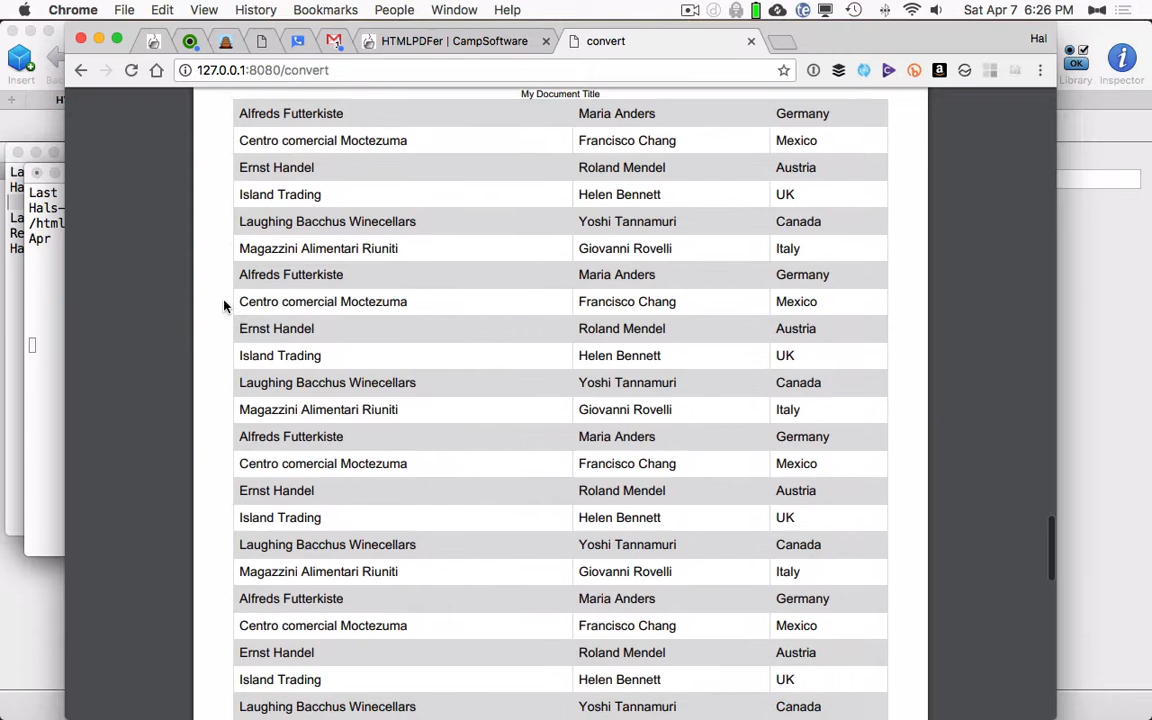 Chrome File Edit View History Bookmarks People Window Help Sat Apr 7 6:26 PM
HTMLPDFer | CampSoftware convert Hal
127.0.0.1:8080/convert
Insert Library Inspector
OK
My Document Title
Alfreds Futterkiste Maria Anders Germany
Centro comercial Moctezuma Francisco Chang Mexico
Ernst Handel Roland Mendel Austria
Island Trading Helen Bennett UK
Laughing Bacchus Winecellars Yoshi Tannamuri Canada
Magazzini Alimentari Riuniti Giovanni Rovelli Italy
Alfreds Futterkiste Maria Anders Germany
Centro comercial Moctezuma Francisco Chang Mexico
Ernst Handel Roland Mendel Austria
Island Trading Helen Bennett UK
Laughing Bacchus Winecellars Yoshi Tannamuri Canada
Magazzini Alimentari Riuniti Giovanni Rovelli Italy
Alfreds Futterkiste Maria Anders Germany
Centro comercial Moctezuma Francisco Chang Mexico
Ernst Handel Roland Mendel Austria
Island Trading Helen Bennett UK
Laughing Bacchus Winecellars Yoshi Tannamuri Canada
Magazzini Alimentari Riuniti Giovanni Rovelli Italy
Alfreds Futterkiste Maria Anders Germany
Centro comercial Moctezuma Francisco Chang Mexico
Ernst Handel Roland Mendel Austria
Island Trading Helen Bennett UK
Laughing Bacchus Winecellars Yoshi Tannamuri Canada
Last
Hals-
/html
Apr